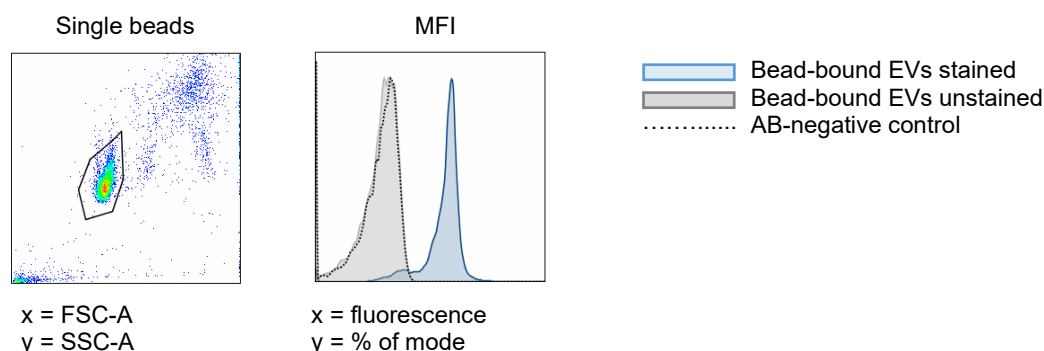 Single beads
MFI
Bead-bound EVs stained
Bead-bound EVs unstained
AB-negative control
x = FSC-A
y = SSC-A
x = fluorescence
y = % of mode